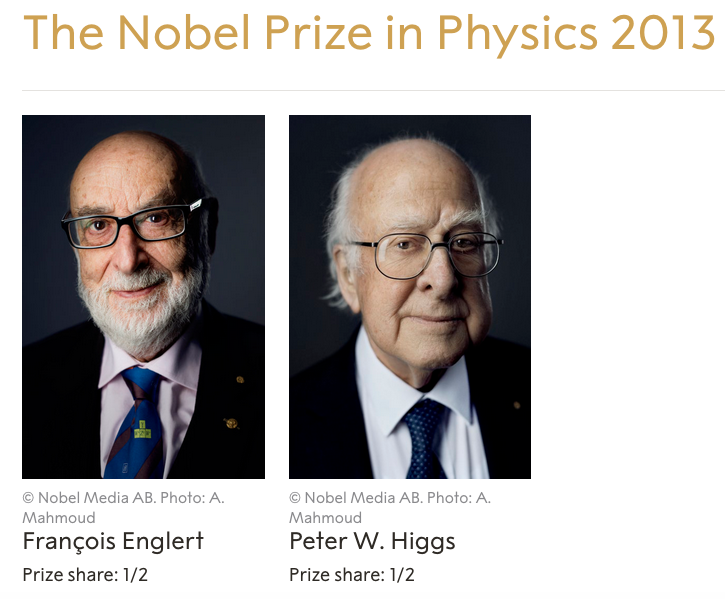 The Nobel Prize in Physics 2013
© Nobel Media AB. Photo: A.
Mahmoud
François Englert
Prize share: 1/2
© Nobel Media AB. Photo: A.
Mahmoud
Peter W. Higgs
Prize share: 1/2